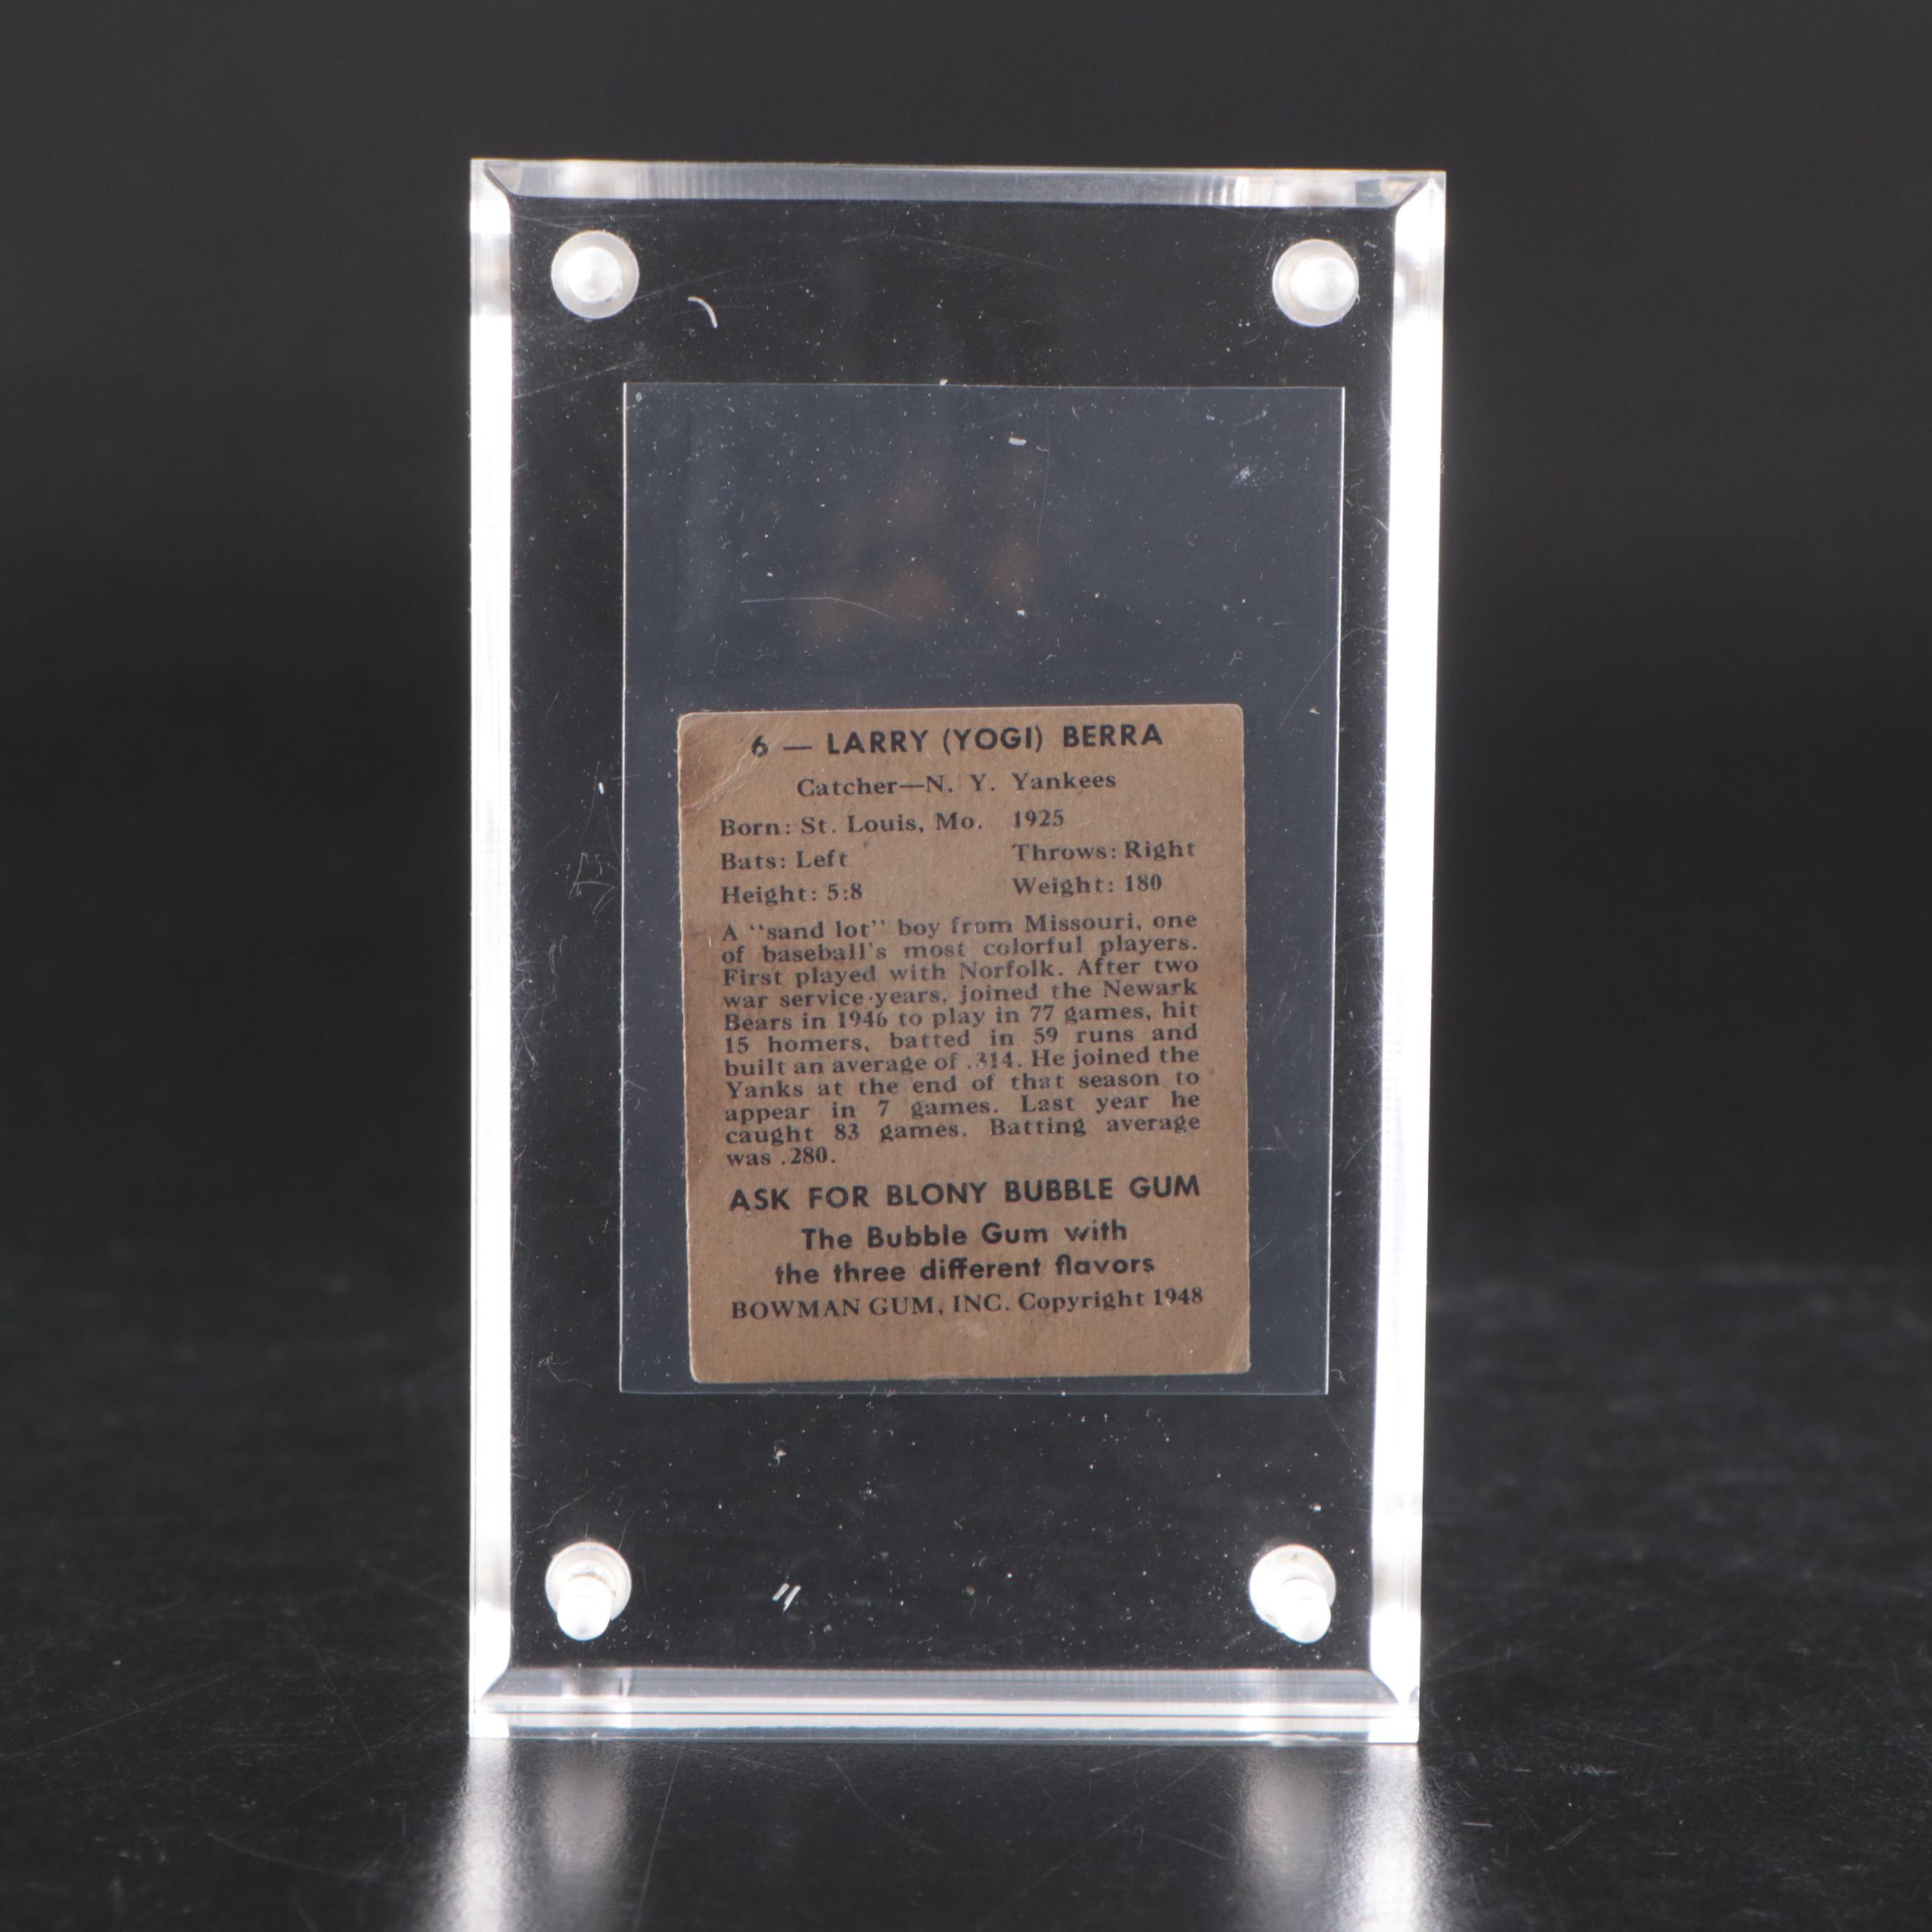 6 — LARRY (YOGI) BERRA
Catcher—N. Y. Yankees
Born: St. Louis, Mo. 1925
Bats: Left Throws: Right
Height: 5:8 Weight: 180
A "sand lot" boy from Missouri, one
of baseball's most colorful players.
First played with Norfolk. After two
war service years, joined the Newark
Bears in 1946 to play in 77 games, hit
15 homers, batted in 59 runs and
built an average of .314. He joined the
Yanks at the end of that season to
appear in 7 games. Last year he
caught 83 games. Batting average
was .280.
ASK FOR BLONY BUBBLE GUM
The Bubble Gum with
the three different flavors
BOWMAN GUM, INC. Copyright 1948